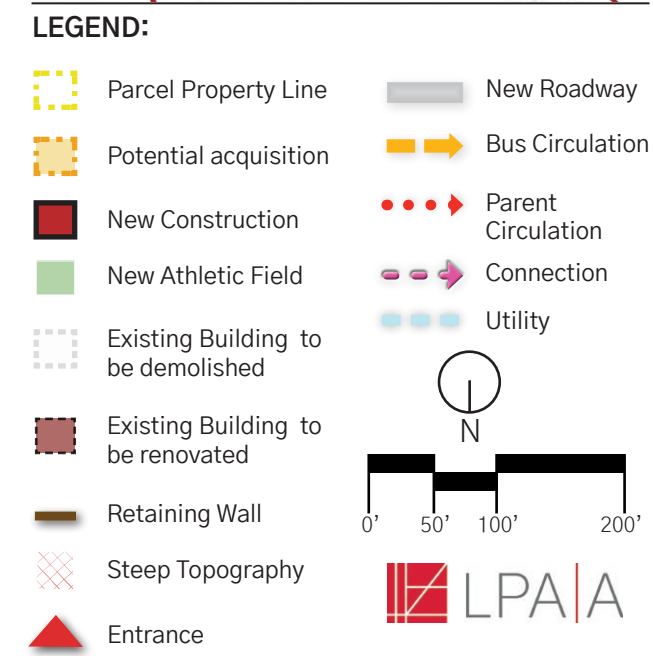 LEGEND:
Parcel Property Line
Potential acquisition
New Construction
New Athletic Field
Existing Building to
be demolished
Existing Building to
be renovated
Retaining Wall
Steep Topography
Entrance
New Roadway
Bus Circulation
Parent
Circulation
Connection
Utility
N
0’ 50’ 100’ 200’
LPA|A